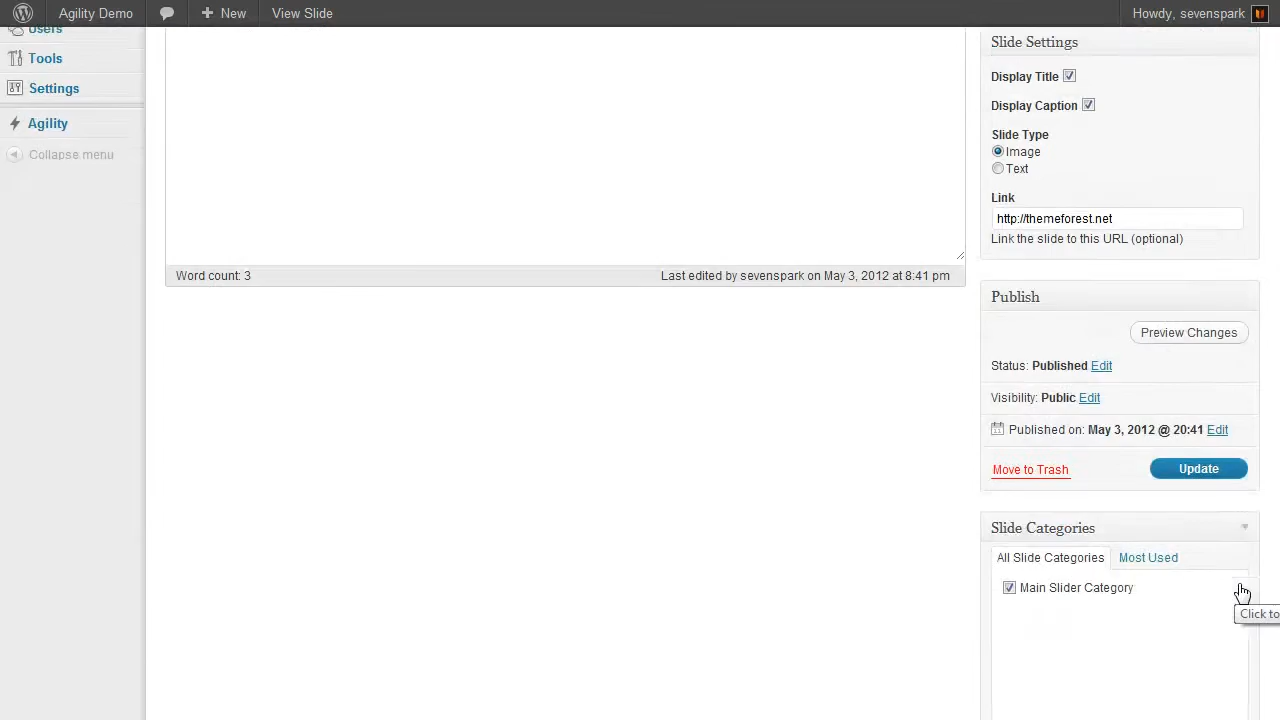 Agility Demo
New
View Slide
Howdy, sevenspark
Users
Tools
Settings
Agility
Collapse menu
Word count: 3
Last edited by sevenspark on May 3, 2012 at 8:41 pm
Slide Settings
Display Title
Display Caption
Slide Type
Image
Text
Link
http://themeforest.net
Link the slide to this URL (optional)
Publish
Preview Changes
Status: Published Edit
Visibility: Public Edit
Published on: May 3, 2012 @ 20:41 Edit
Move to Trash
Update
Slide Categories
All Slide Categories
Most Used
Main Slider Category
Click to